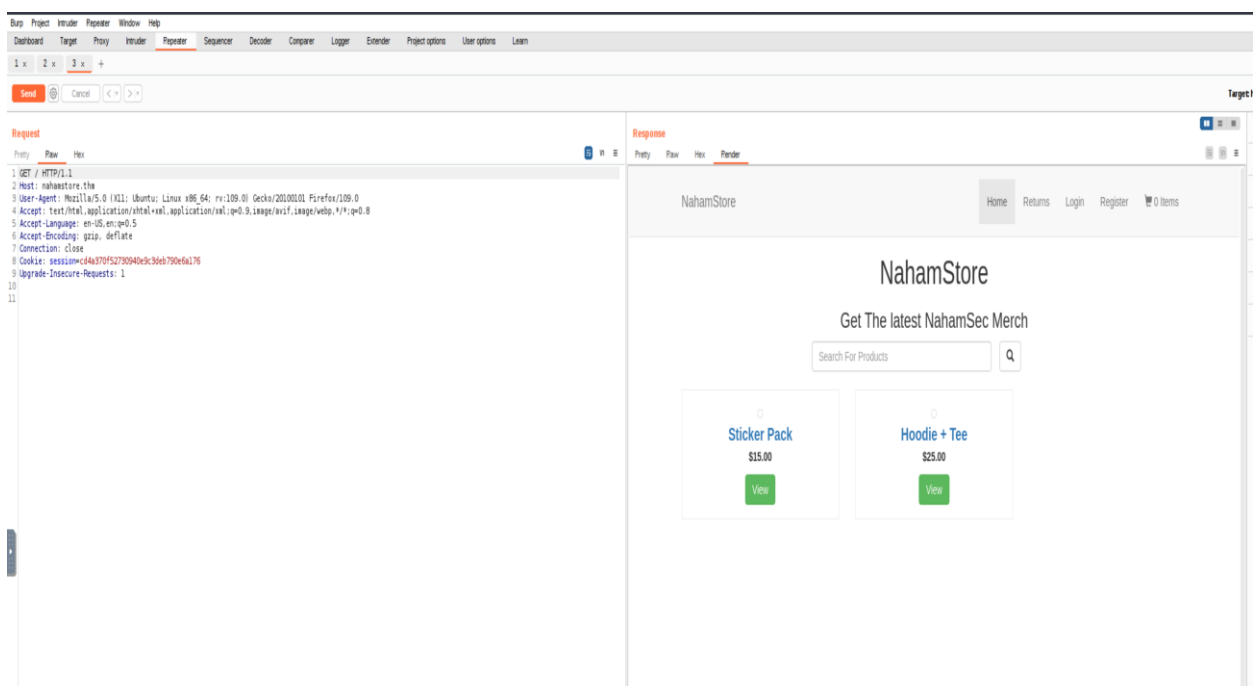 Burp Project Intruder Repeater Window Help
Dashboard Target Proxy Intruder Repeater Sequencer Decoder Comparer Logger Extender Project options User options Learn
1 x 2 x 3 x +
Send Cancel < >
Target: h
Request
Pretty Raw Hex
\n
1 GET / HTTP/1.1
2 Host: nahamstore.thm
3 User-Agent: Mozilla/5.0 (X11; Ubuntu; Linux x86_64; rv:109.0) Gecko/20100101 Firefox/109.0
4 Accept: text/html,application/xhtml+xml,application/xml;q=0.9,image/avif,image/webp,*/*;q=0.8
5 Accept-Language: en-US,en;q=0.5
6 Accept-Encoding: gzip, deflate
7 Connection: close
8 Cookie: session=cd4a370f52730940e9c3deb790e6a176
9 Upgrade-Insecure-Requests: 1
10
11
Response
Pretty Raw Hex Render
\n
NahamStore
Home Returns Login Register 0 Items
NahamStore
Get The latest NahamSec Merch
Search For Products
Sticker Pack
$15.00
View
Hoodie + Tee
$25.00
View